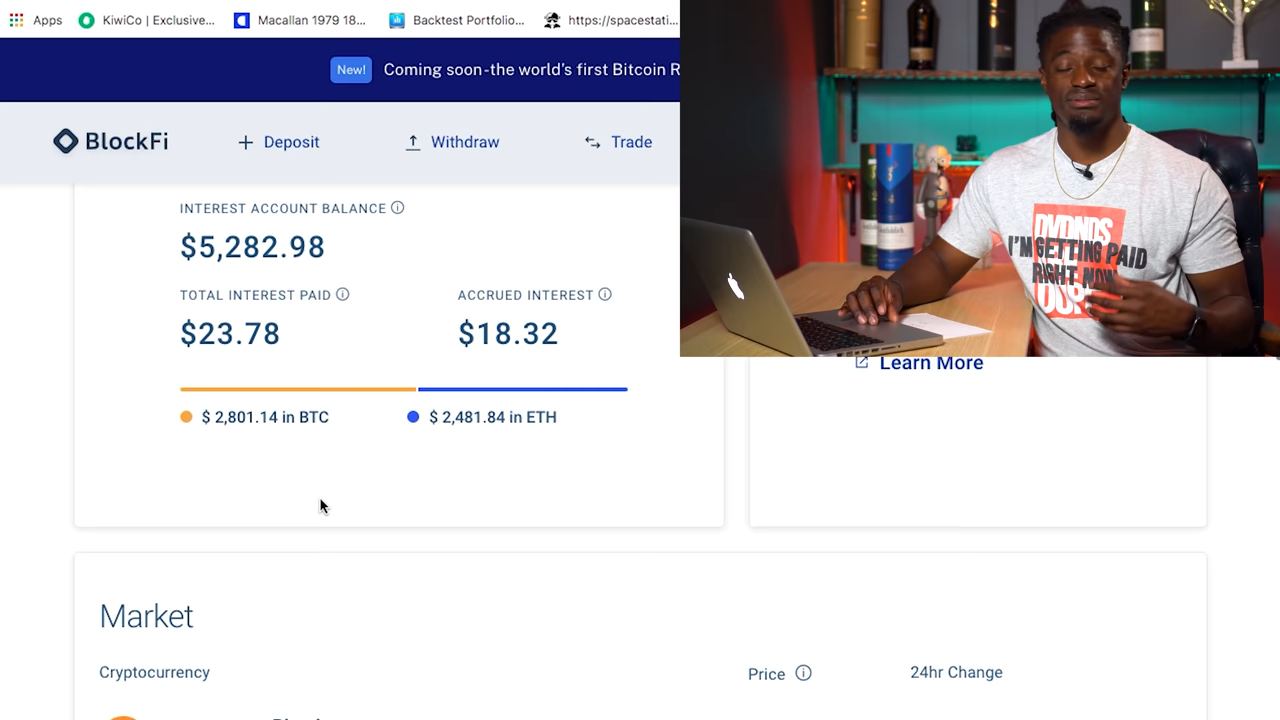 Apps
KiwiCo | Exclusive...
Macallan 1979 18...
Backtest Portfolio...
https://spacestati...
New!
Coming soon - the world's first Bitcoin R
BlockFi
Deposit
Withdraw
Trade
INTEREST ACCOUNT BALANCE
$5,282.98
TOTAL INTEREST PAID
ACCRUED INTEREST
$23.78
$18.32
$ 2,801.14 in BTC
$ 2,481.84 in ETH
DVDNDS
I'M GETTING PAID
RIGHT NOW
Learn More
Market
Cryptocurrency
Price
24hr Change